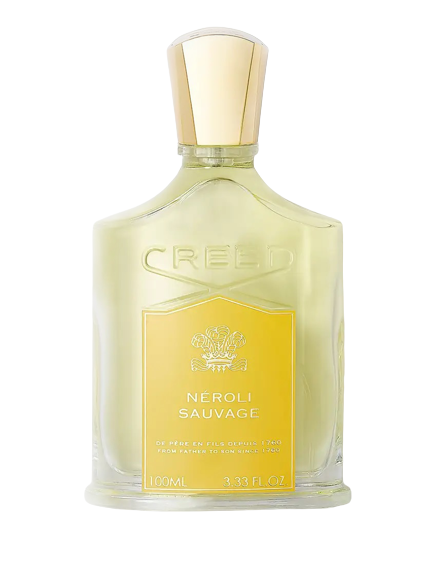 CREED
NÉROLI
SAUVAGE
DE PÈRE EN FILS DEPUIS 1760
FROM FATHER TO SON SINCE 1760
100ML 3.33 FL.OZ